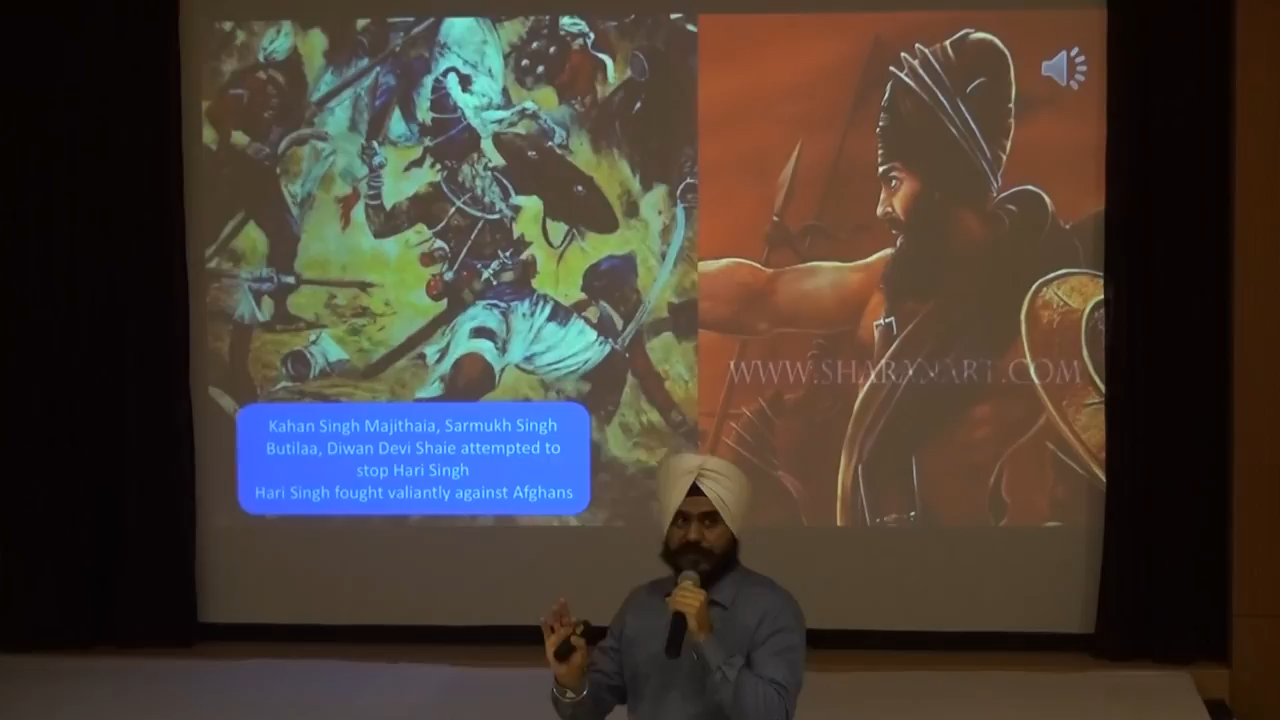 WWW.SHARANART.COM
Kahan Singh Majithaia, Sarmukh Singh
Butilaa, Diwan Devi Shaie attempted to
stop Hari Singh
Hari Singh fought valiantly against Afghans